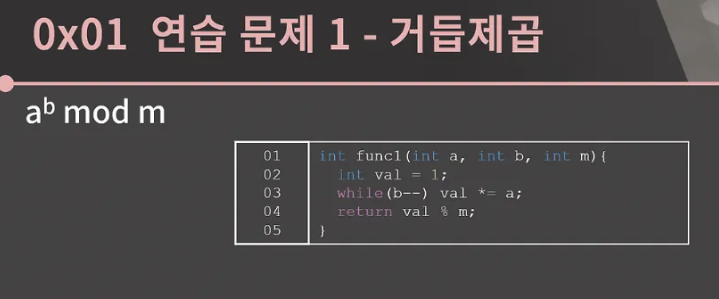 0x01 연습 문제 1 - 거듭제곱
aᵇ mod m
01 int func1(int a, int b, int m){
02 int val = 1;
03 while(b--) val *= a;
04 return val % m;
05 }